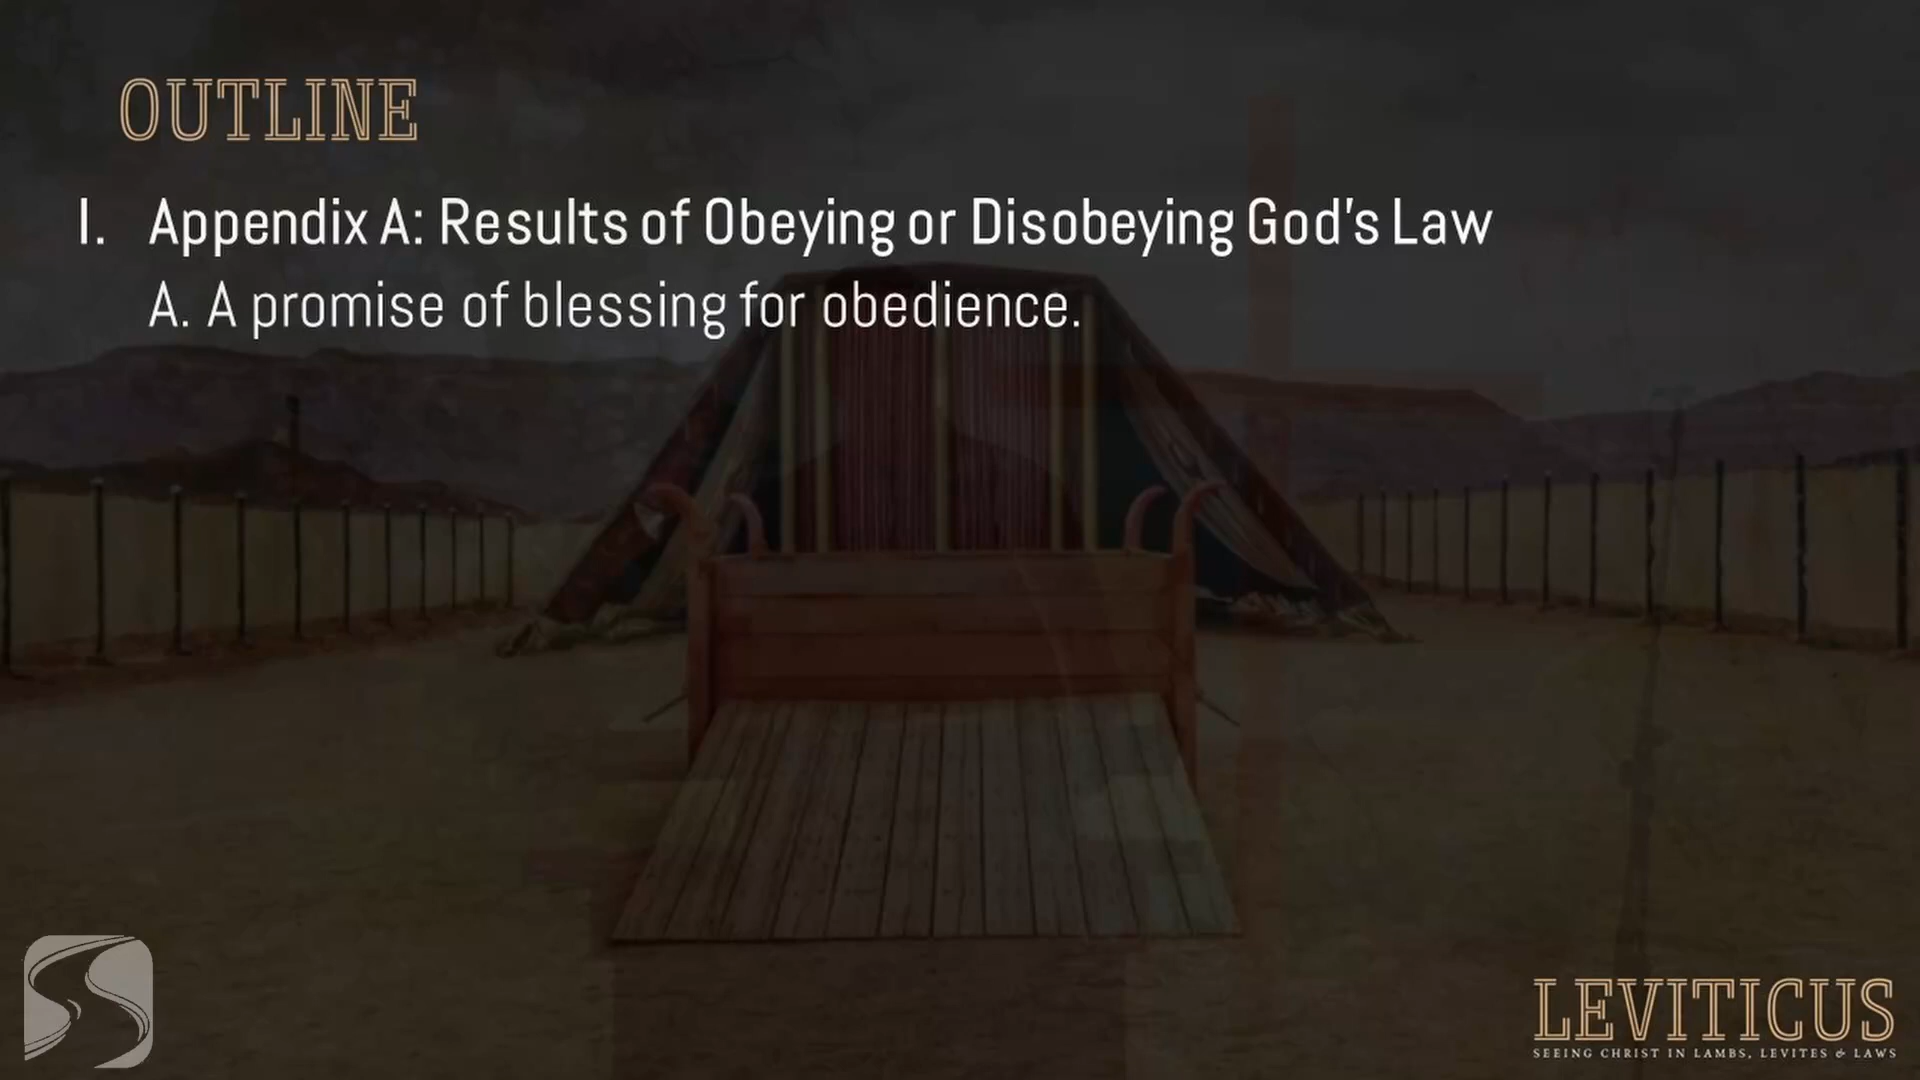 OUTLINE
I. Appendix A: Results of Obeying or Disobeying God's Law
A. A promise of blessing for obedience.
LEVITICUS
SEEING CHRIST IN LAMBS, LEVITES & LAWS